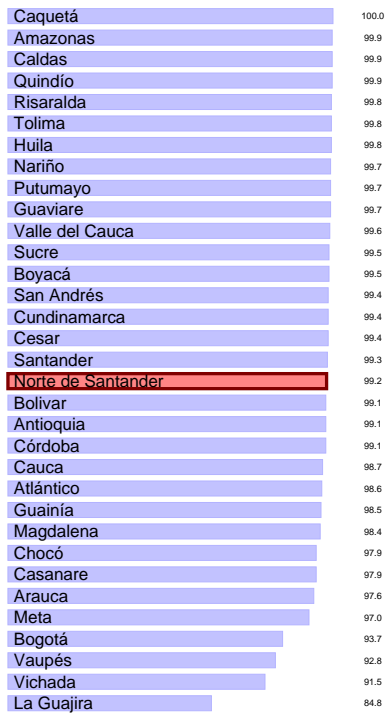 Caquetá 100.0
Amazonas 99.9
Caldas 99.9
Quindío 99.9
Risaralda 99.8
Tolima 99.8
Huila 99.8
Nariño 99.7
Putumayo 99.7
Guaviare 99.7
Valle del Cauca 99.6
Sucre 99.5
Boyacá 99.5
San Andrés 99.4
Cundinamarca 99.4
Cesar 99.4
Santander 99.3
Norte de Santander 99.2
Bolivar 99.1
Antioquia 99.1
Córdoba 99.1
Cauca 98.7
Atlántico 98.6
Guainía 98.5
Magdalena 98.4
Chocó 97.9
Casanare 97.9
Arauca 97.6
Meta 97.0
Bogotá 93.7
Vaupés 92.8
Vichada 91.5
La Guajira 84.8